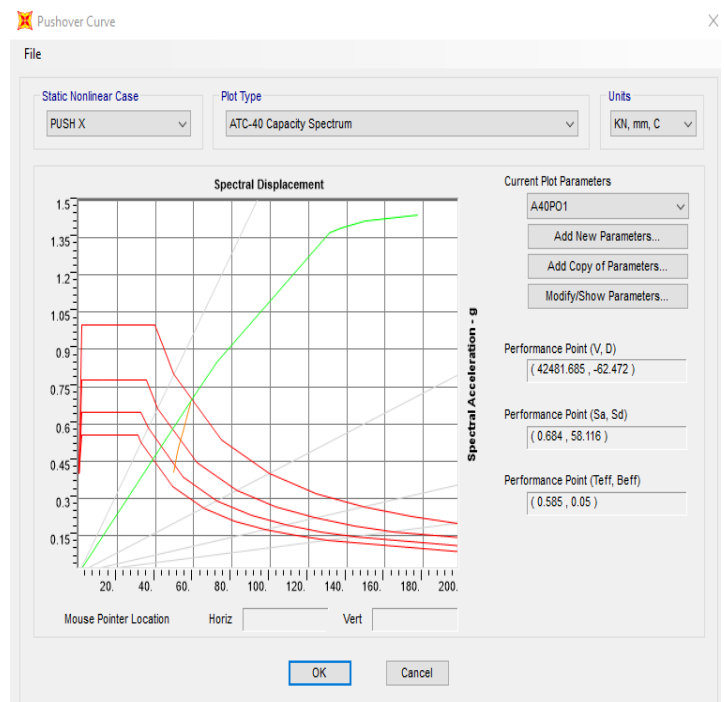 Pushover Curve
X
File
Static Nonlinear Case
PUSH X
Plot Type
ATC-40 Capacity Spectrum
Units
KN, mm, C
Spectral Displacement
1.5
1.35
1.2
1.05
0.9
0.75
0.6
0.45
0.3
0.15
20. 40. 60. 80. 100. 120. 140. 160. 180. 200.
Spectral Acceleration - g
Mouse Pointer Location Horiz Vert
Current Plot Parameters
A40PO1
Add New Parameters...
Add Copy of Parameters...
Modify/Show Parameters...
Performance Point (V, D)
( 42481.685 , -62.472 )
Performance Point (Sa, Sd)
( 0.684 , 58.116 )
Performance Point (Teff, Beff)
( 0.585 , 0.05 )
OK Cancel